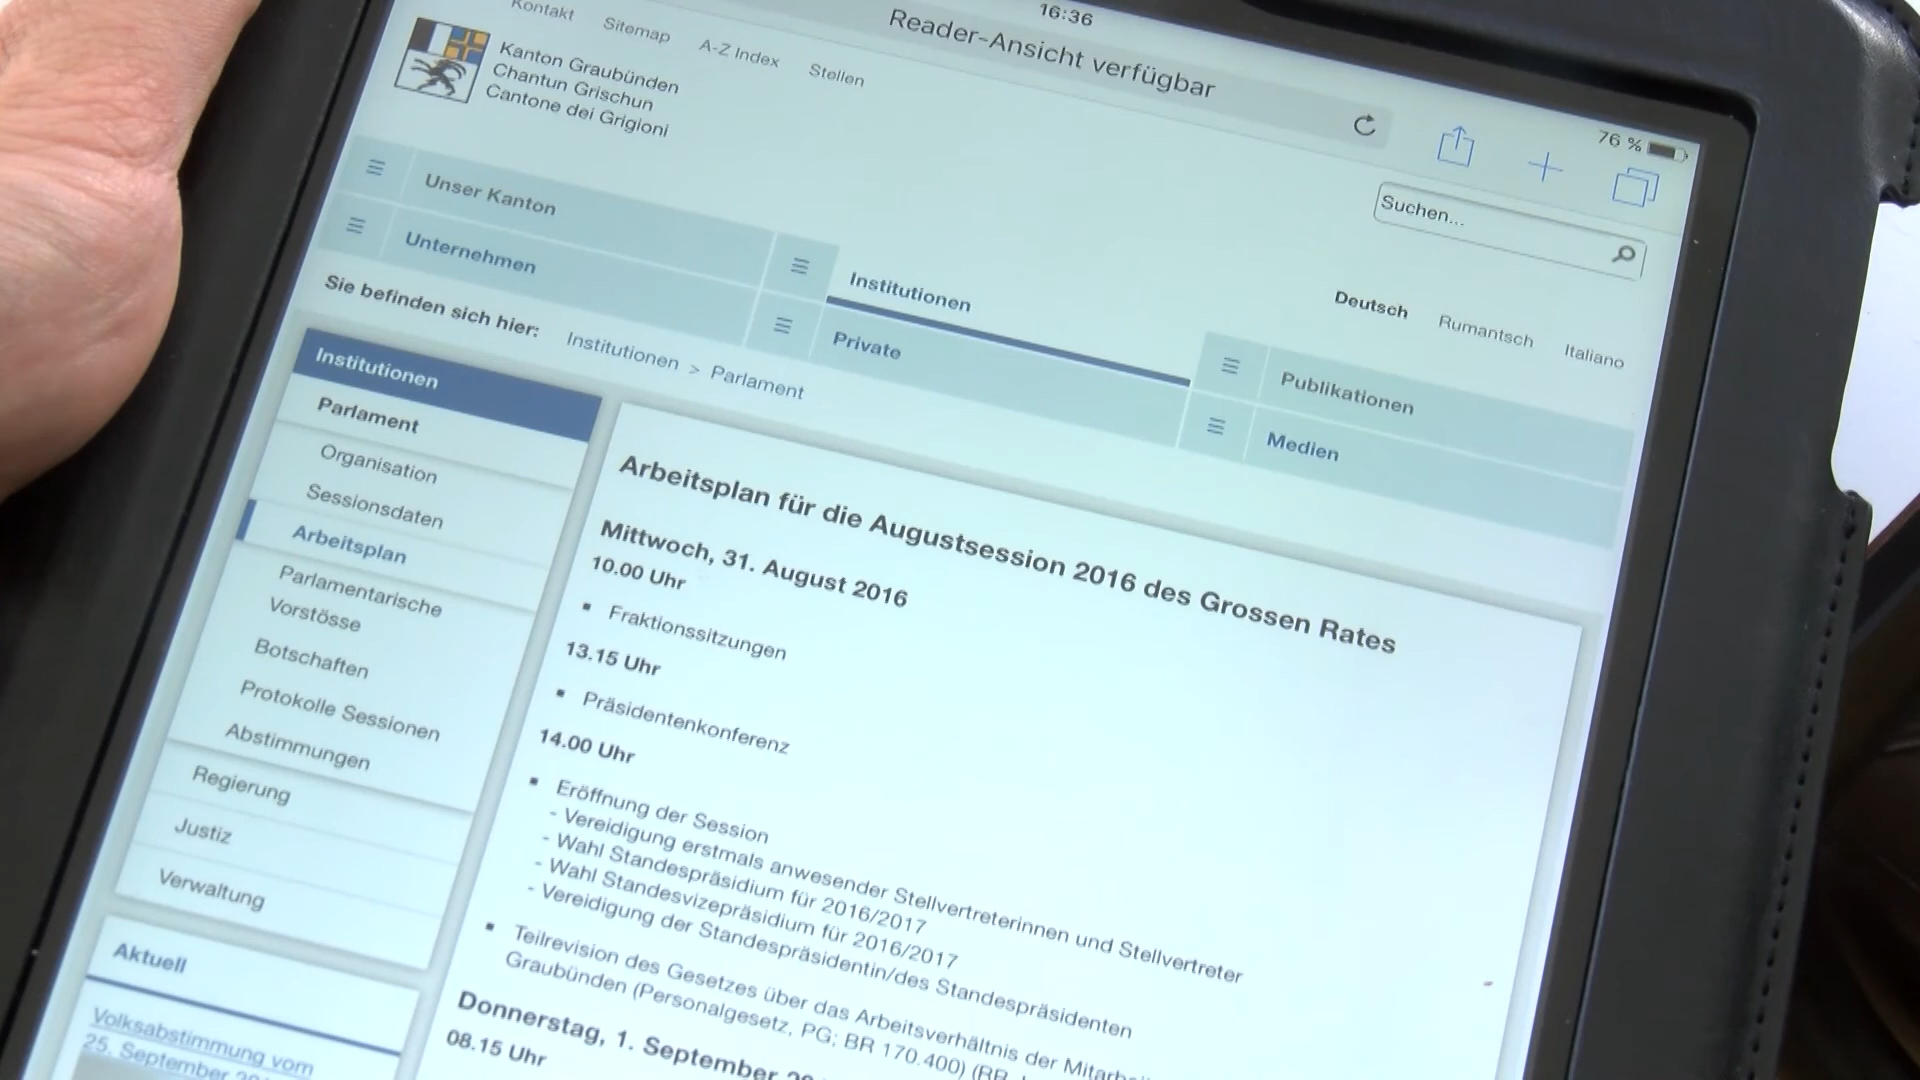 16:36
Reader-Ansicht verfügbar
76 %
Kontakt Sitemap A-Z Index Stellen
Kanton Graubünden
Chantun Grischun
Cantone dei Grigioni
Suchen...
Deutsch Rumantsch Italiano
Unser Kanton
Institutionen
Publikationen
Unternehmen
Private
Medien
Sie befinden sich hier: Institutionen > Parlament
Institutionen
Parlament
Organisation
Sessionsdaten
Arbeitsplan
Parlamentarische
Vorstösse
Botschaften
Protokolle Sessionen
Abstimmungen
Regierung
Justiz
Verwaltung
Aktuell
Volksabstimmung vom
25. September
Arbeitsplan für die Augustsession 2016 des Grossen Rates
Mittwoch, 31. August 2016
10.00 Uhr
▪ Fraktionssitzungen
13.15 Uhr
▪ Präsidentenkonferenz
14.00 Uhr
▪ Eröffnung der Session
- Vereidigung erstmals anwesender Stellvertreterinnen und Stellvertreter
- Wahl Standespräsidium für 2016/2017
- Wahl Standesvizepräsidium für 2016/2017
- Vereidigung der Standespräsidentin/des Standespräsidenten
▪ Teilrevision des Gesetzes über das Arbeitsverhältnis der
Graubünden (Personalgesetz, PG; BR 170.400)
Donnerstag, 1. September
08.15 Uhr